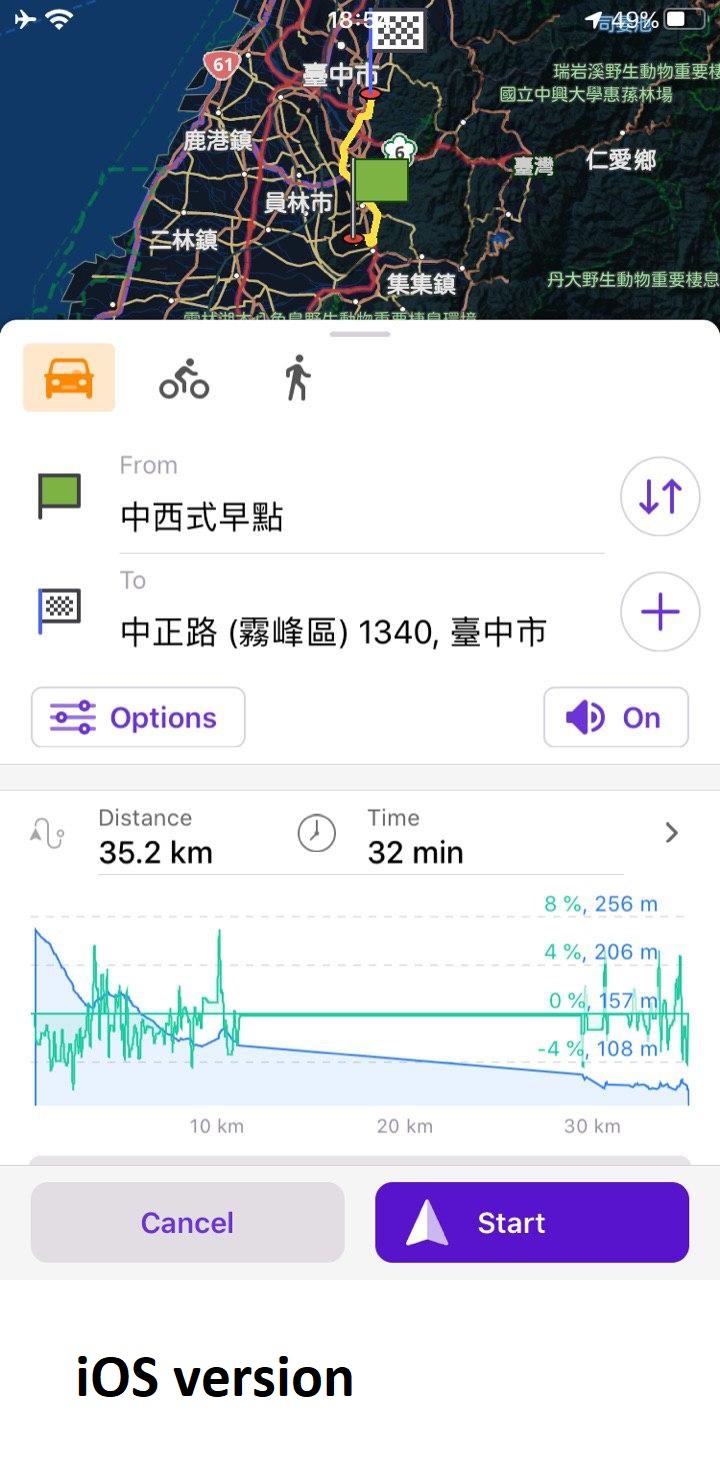 49%
61
臺中市
瑞岩溪野生動物重要棲
國立中興大學惠蓀林場
鹿港鎮
6
臺灣
仁愛鄉
員林市
二林鎮
集集鎮
丹大野生動物重要棲息
From
中西式早點
To
中正路 (霧峰區) 1340, 臺中市
Options
On
Distance
Time
35.2 km
32 min
8 %, 256 m
4 %, 206 m
0 %, 157 m
-4 %, 108 m
10 km
20 km
30 km
Cancel
Start
iOS version